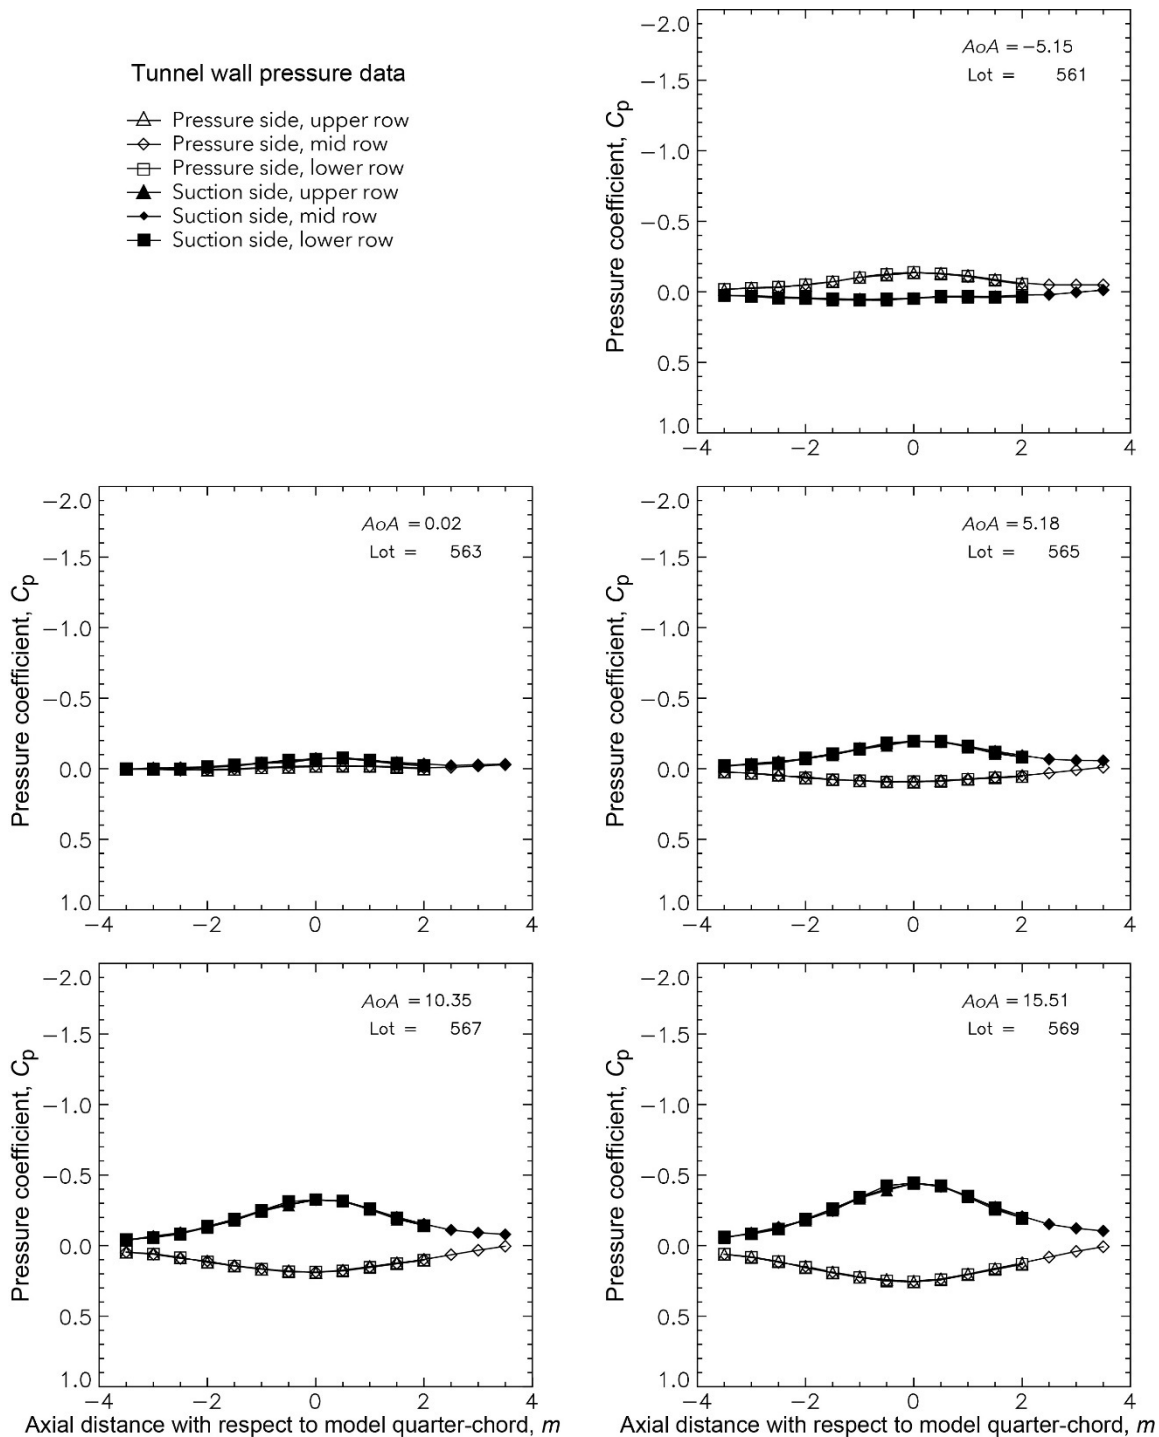 Tunnel wall pressure data
Pressure side, upper row
Pressure side, mid row
Pressure side, lower row
Suction side, upper row
Suction side, mid row
Suction side, lower row
Pressure coefficient, Cp
−2.0
−1.5
−1.0
−0.5
0.0
0.5
1.0
AoA = −5.15
Lot = 561
−4 −2 0 2 4
Pressure coefficient, Cp
−2.0
−1.5
−1.0
−0.5
0.0
0.5
1.0
AoA = 0.02
Lot = 563
−4 −2 0 2 4
Pressure coefficient, Cp
−2.0
−1.5
−1.0
−0.5
0.0
0.5
1.0
AoA = 5.18
Lot = 565
−4 −2 0 2 4
Pressure coefficient, Cp
−2.0
−1.5
−1.0
−0.5
0.0
0.5
1.0
AoA = 10.35
Lot = 567
−4 −2 0 2 4
Axial distance with respect to model quarter-chord, m
Pressure coefficient, Cp
−2.0
−1.5
−1.0
−0.5
0.0
0.5
1.0
AoA = 15.51
Lot = 569
−4 −2 0 2 4
Axial distance with respect to model quarter-chord, m